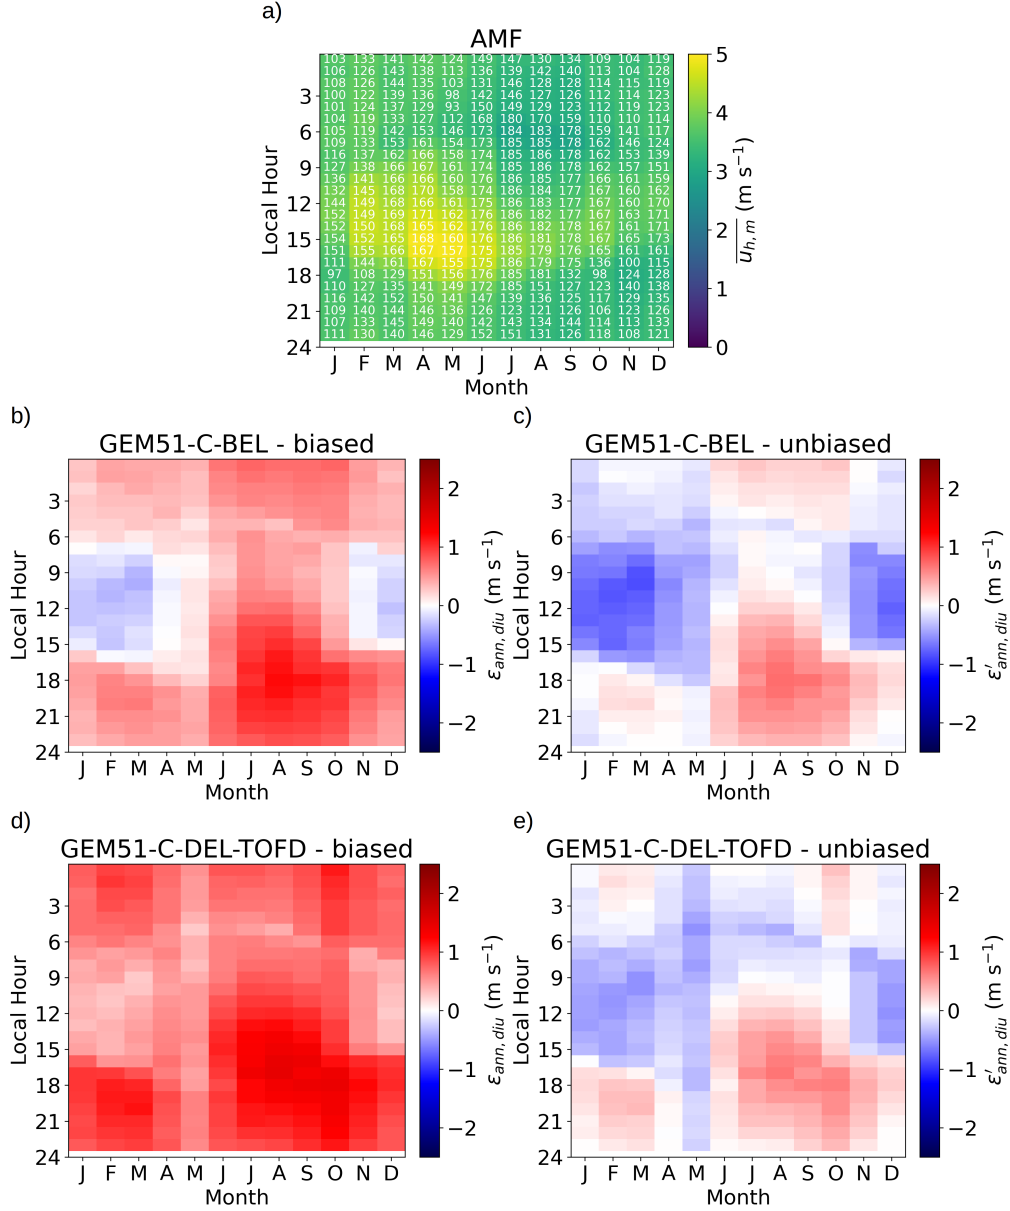 a)
AMF
103 133 141 142 124 149 147 130 134 109 104 119
106 126 143 138 113 136 139 142 140 113 104 128
108 126 144 135 103 131 146 128 128 114 115 119
100 122 139 136 98 142 146 127 126 112 114 123
101 124 137 129 93 150 149 129 123 112 119 123
104 119 133 127 112 168 180 170 159 110 110 114
105 119 142 153 146 173 184 183 178 159 141 117
109 133 153 161 154 173 185 185 178 162 146 124
116 137 162 166 158 174 185 186 178 162 153 139
127 138 166 167 161 174 185 186 178 162 157 151
136 141 168 166 160 174 186 185 177 166 161 159
132 145 168 170 160 176 186 184 177 167 160 162
144 149 168 166 161 175 186 183 177 167 160 170
152 149 169 171 162 176 186 182 177 167 163 171
152 150 168 165 162 176 186 182 178 167 164 171
154 152 165 168 160 176 186 181 178 167 165 173
151 155 166 167 157 175 185 179 176 165 161 161
111 144 161 167 155 176 186 178 175 136 100 115
97 108 129 151 156 176 185 181 132 98 124 128
110 127 135 141 149 172 185 151 127 123 140 138
116 142 152 150 141 147 139 136 125 117 129 135
109 140 144 146 136 126 123 121 126 106 123 126
107 133 145 149 140 142 143 134 144 114 113 133
111 130 140 146 129 152 151 131 126 118 108 121
3
6
9
12
15
18
21
24
Local Hour
J F M A M J J A S O N D
Month
5
4
3
2
1
0
u_{h,m} (m s⁻¹)
b)
GEM51-C-BEL - biased
3
6
9
12
15
18
21
24
Local Hour
J F M A M J J A S O N D
Month
2
1
0
−1
−2
ε_{ann,diu} (m s⁻¹)
c)
GEM51-C-BEL - unbiased
3
6
9
12
15
18
21
24
Local Hour
J F M A M J J A S O N D
Month
2
1
0
−1
−2
ε′_{ann,diu} (m s⁻¹)
d)
GEM51-C-DEL-TOFD - biased
3
6
9
12
15
18
21
24
Local Hour
J F M A M J J A S O N D
Month
2
1
0
−1
−2
ε_{ann,diu} (m s⁻¹)
e)
GEM51-C-DEL-TOFD - unbiased
3
6
9
12
15
18
21
24
Local Hour
J F M A M J J A S O N D
Month
2
1
0
−1
−2
ε′_{ann,diu} (m s⁻¹)